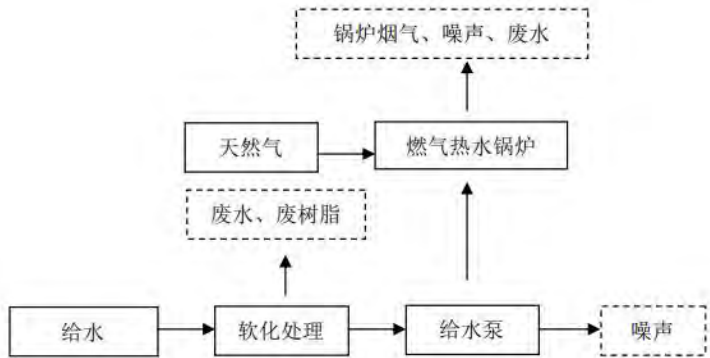 锅炉烟气、噪声、废水
天然气
燃气热水锅炉
废水、废树脂
给水
软化处理
给水泵
噪声